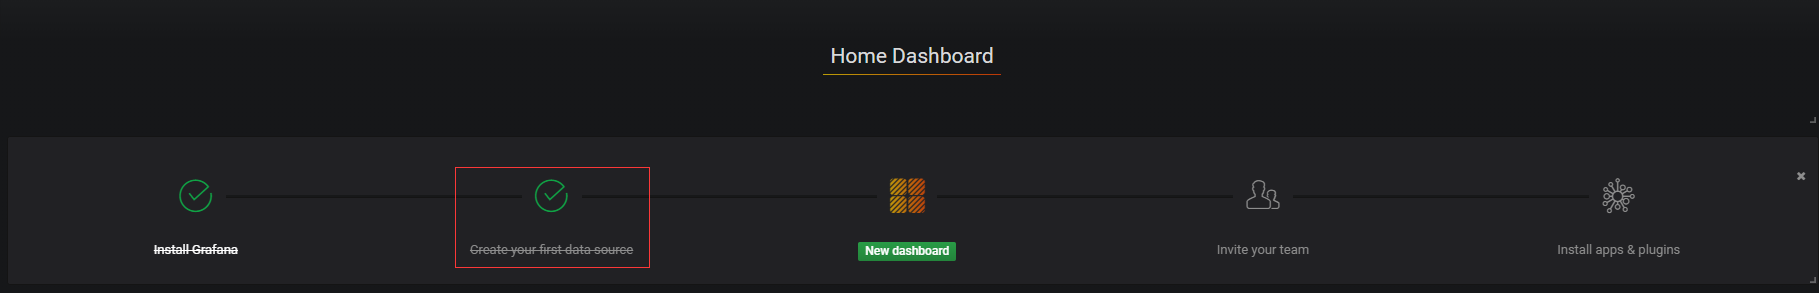 Home Dashboard
Install Grafana
Create your first data source
New dashboard
Invite your team
Install apps & plugins